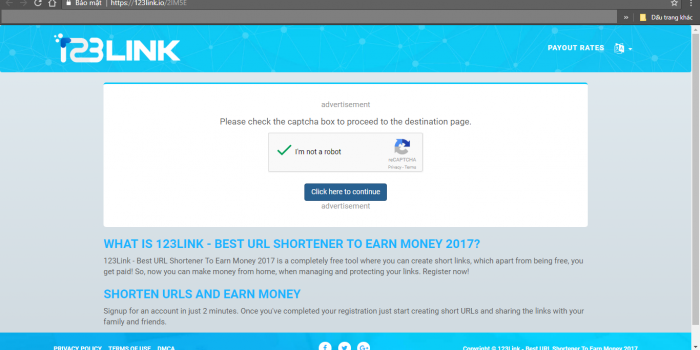 Bảo mật
https://123link.io/2IM5E
»
Dấu trang khác
123LINK
PAYOUT RATES
advertisement
Please check the captcha box to proceed to the destination page.
I'm not a robot
reCAPTCHA
Privacy - Terms
Click here to continue
advertisement
WHAT IS 123LINK - BEST URL SHORTENER TO EARN MONEY 2017?
123Link - Best URL Shortener To Earn Money 2017 is a completely free tool where you can create short links, which apart from being free, you
get paid! So, now you can make money from home, when managing and protecting your links. Register now!
SHORTEN URLS AND EARN MONEY
Signup for an account in just 2 minutes. Once you've completed your registration just start creating short URLs and sharing the links with your
family and friends.
PRIVACY POLICY TERMS OF USE DMCA
Copyright © 123Link - Best URL Shortener To Earn Money 2017